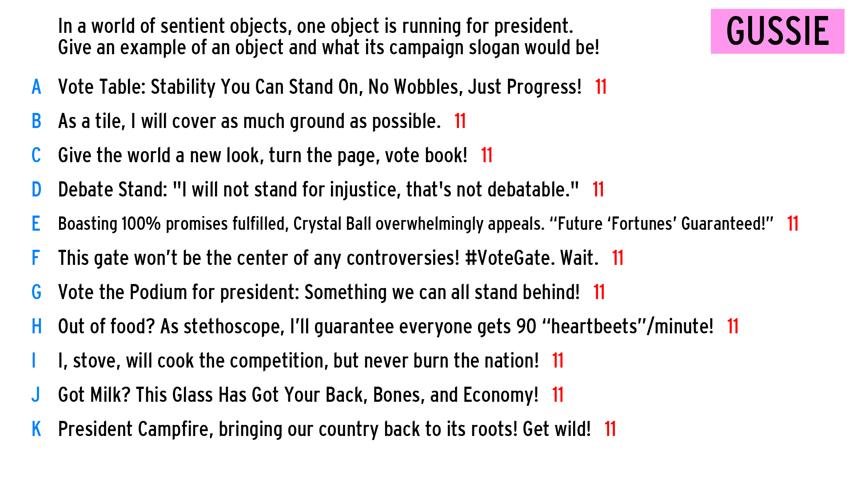 In a world of sentient objects, one object is running for president.
Give an example of an object and what its campaign slogan would be!
GUSSIE
A Vote Table: Stability You Can Stand On, No Wobbles, Just Progress! 11
B As a tile, I will cover as much ground as possible. 11
C Give the world a new look, turn the page, vote book! 11
D Debate Stand: "I will not stand for injustice, that's not debatable." 11
E Boasting 100% promises fulfilled, Crystal Ball overwhelmingly appeals. “Future ‘Fortunes’ Guaranteed!” 11
F This gate won’t be the center of any controversies! #VoteGate. Wait. 11
G Vote the Podium for president: Something we can all stand behind! 11
H Out of food? As stethoscope, I’ll guarantee everyone gets 90 “heartbeets”/minute! 11
I I, stove, will cook the competition, but never burn the nation! 11
J Got Milk? This Glass Has Got Your Back, Bones, and Economy! 11
K President Campfire, bringing our country back to its roots! Get wild! 11